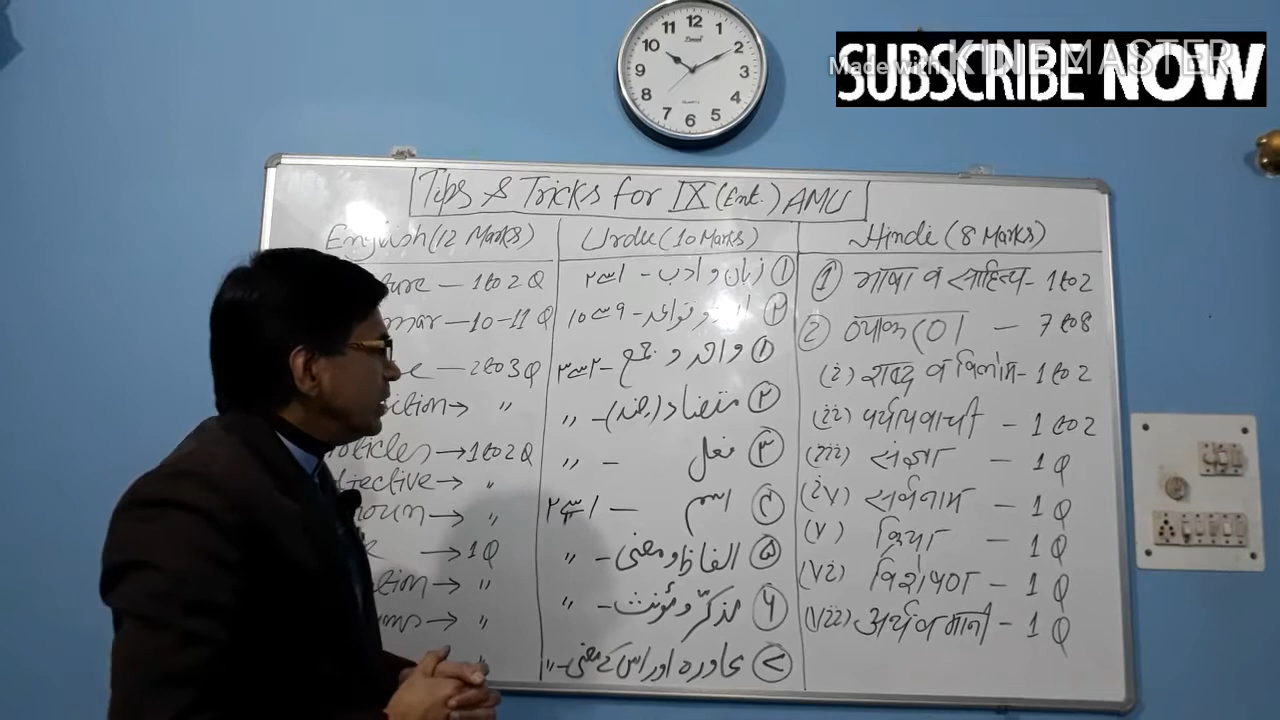 SUBSCRIBE NOW
Made with KINEMASTER
Tips & Tricks for IX (Ent.) AMU
English (12 Marks)
ture — 1 to 2 Q
mar — 10-11 Q
e — 2 to 3 Q
ition → "
rticles → 1 to 2 Q
jective → "
noun → "
→ 1 Q
tion → "
→ "
"
Urdu (10 Marks)
① زبان و ادب - ۱ سے ۲
② و قواعد - ۹ سے ۱۰
① واحد و جمع - ۲ سے ۳
② متضاد (ضد) - "
③ فعل - "
④ اسم — ۱ سے ۲
⑤ الفاظ و معنی - "
⑥ مذکر و مؤنث - "
⑦ محاورہ اور اس کے معنی - "
Hindi (8 Marks)
① भाषा व साहित्य - 1 to 2
② व्याकरण — 7 to 8
(i) शब्द व विलोम - 1 to 2
(ii) पर्यायवाची - 1 to 2
(iii) संज्ञा - 1 Q
(iv) सर्वनाम - 1 Q
(v) क्रिया - 1 Q
(vi) विशेषण - 1 Q
(vii) अर्थ व मानी - 1 Q
12
1
2
3
4
5
6
7
8
9
10
11
QUARTZ